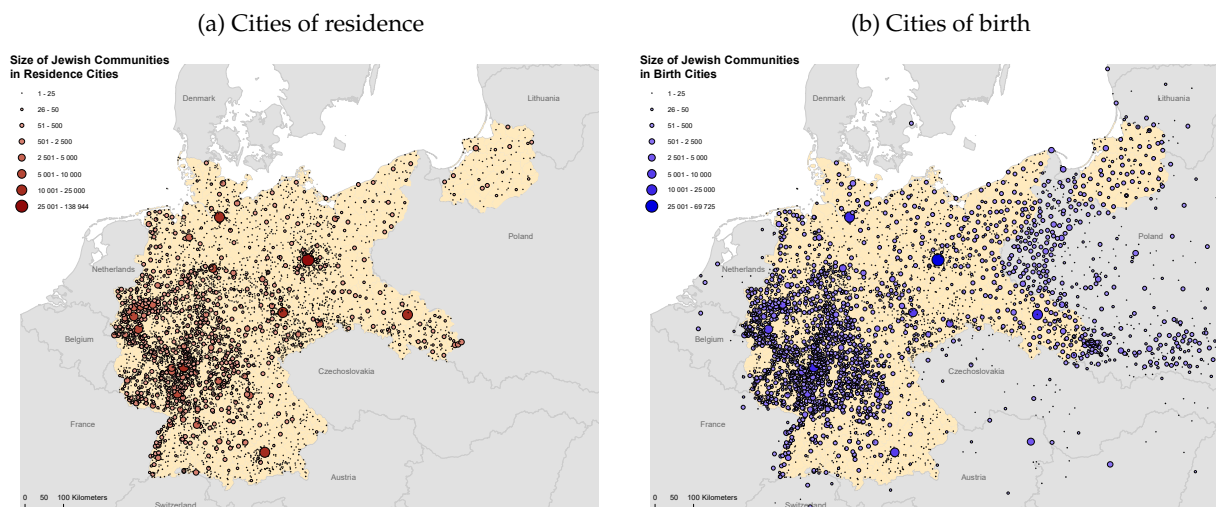 (a) Cities of residence
Size of Jewish Communities
in Residence Cities
1 - 25
26 - 50
51 - 500
501 - 2 500
2 501 - 5 000
5 001 - 10 000
10 001 - 25 000
25 001 - 138 944
Denmark
Lithuania
Poland
Netherlands
Belgium
Czechoslovakia
France
Austria
Switzerland
0 50 100 Kilometers
(b) Cities of birth
Size of Jewish Communities
in Birth Cities
1 - 25
26 - 50
51 - 500
501 - 2 500
2 501 - 5 000
5 001 - 10 000
10 001 - 25 000
25 001 - 69 725
Denmark
Lithuania
Poland
Netherlands
Belgium
Czechoslovakia
France
Austria
Switzerland
0 50 100 Kilometers